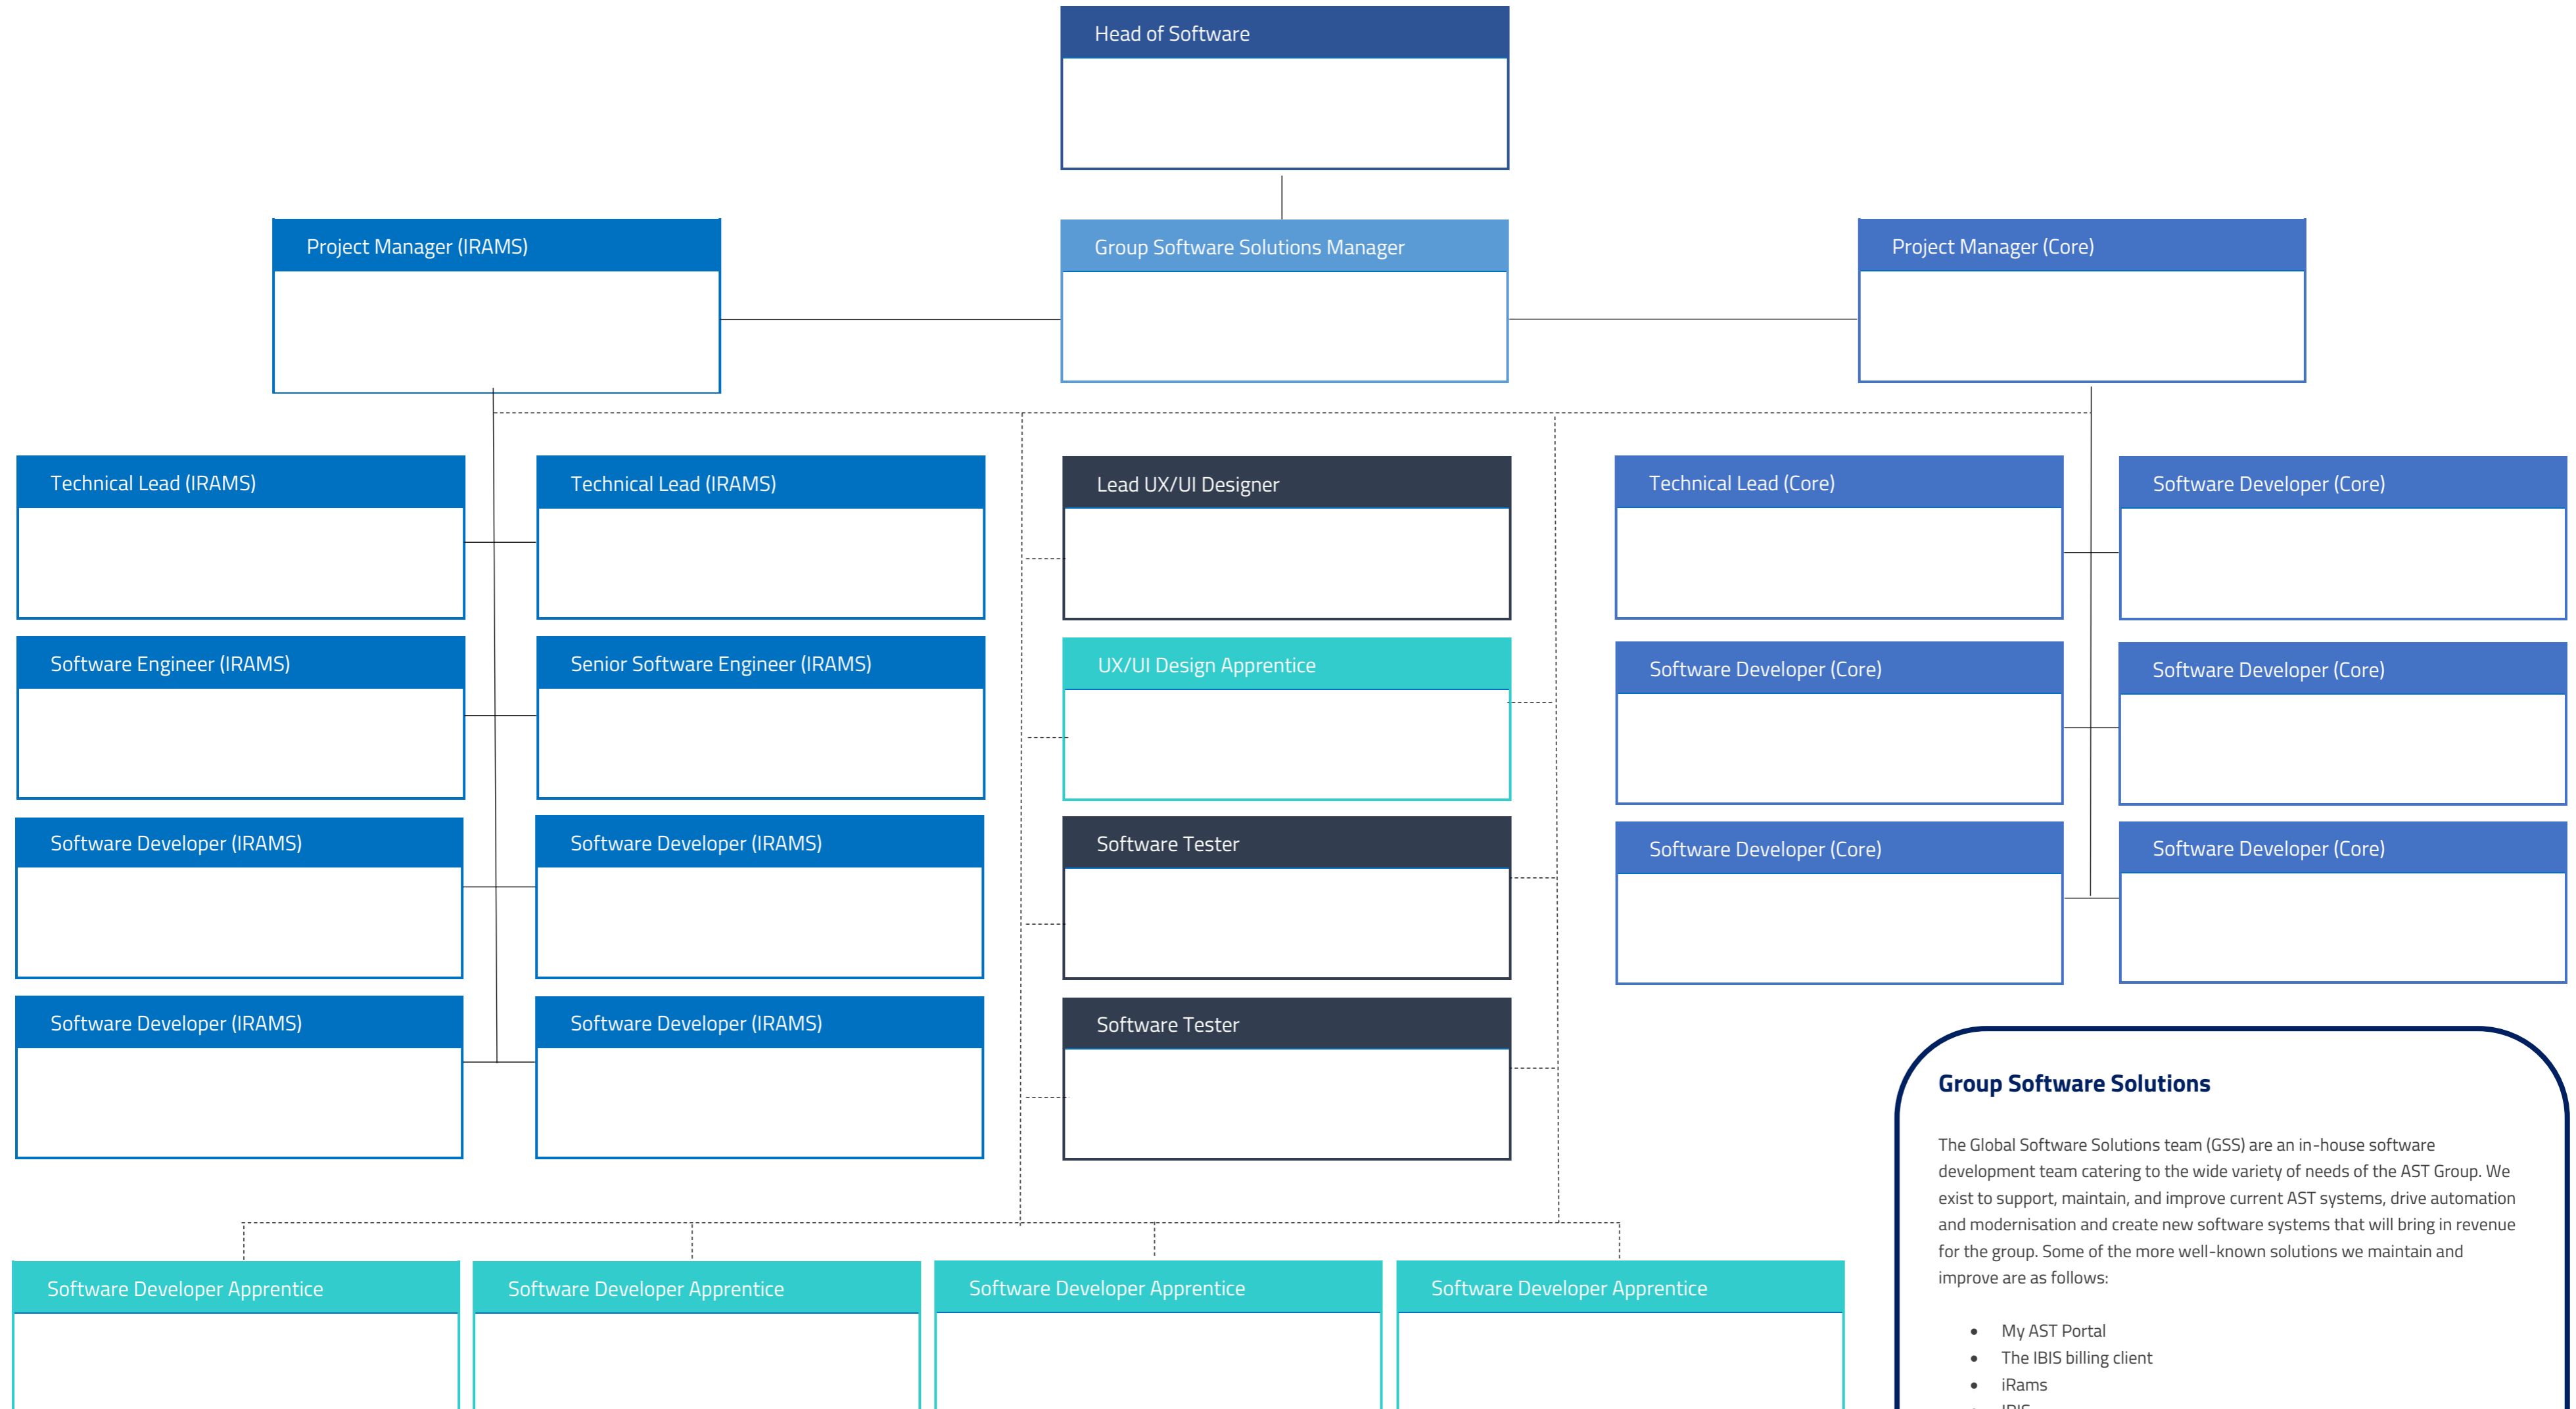 Head of Software
Project Manager (IRAMS)
Group Software Solutions Manager
Project Manager (Core)
Technical Lead (IRAMS)
Technical Lead (IRAMS)
Lead UX/UI Designer
Technical Lead (Core)
Software Developer (Core)
Software Engineer (IRAMS)
Senior Software Engineer (IRAMS)
UX/UI Design Apprentice
Software Developer (Core)
Software Developer (Core)
Software Developer (IRAMS)
Software Developer (IRAMS)
Software Tester
Software Developer (Core)
Software Developer (Core)
Software Developer (IRAMS)
Software Developer (IRAMS)
Software Tester
Software Developer Apprentice
Software Developer Apprentice
Software Developer Apprentice
Software Developer Apprentice
Group Software Solutions
The Global Software Solutions team (GSS) are an in-house software
development team catering to the wide variety of needs of the AST Group. We
exist to support, maintain, and improve current AST systems, drive automation
and modernisation and create new software systems that will bring in revenue
for the group. Some of the more well-known solutions we maintain and
improve are as follows:
• My AST Portal
• The IBIS billing client
• iRams